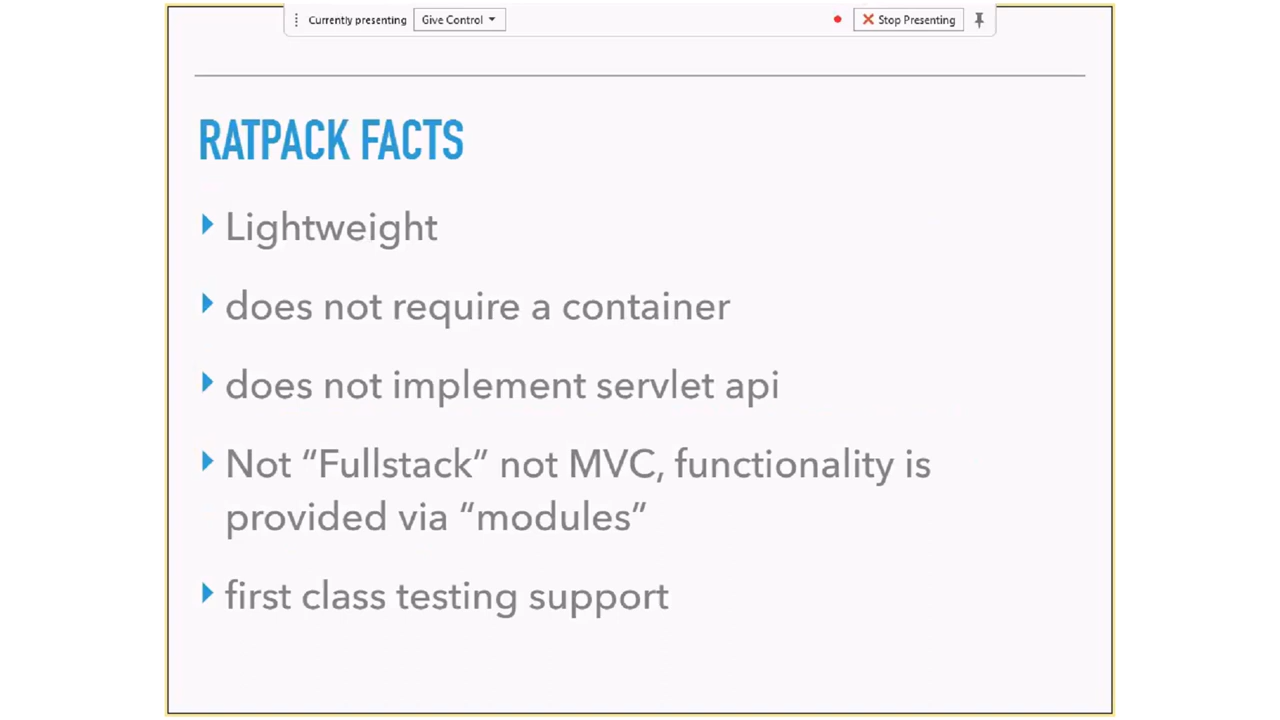 Currently presenting Give Control Stop Presenting
RATPACK FACTS
Lightweight
does not require a container
does not implement servlet api
Not “Fullstack” not MVC, functionality is
provided via “modules”
first class testing support